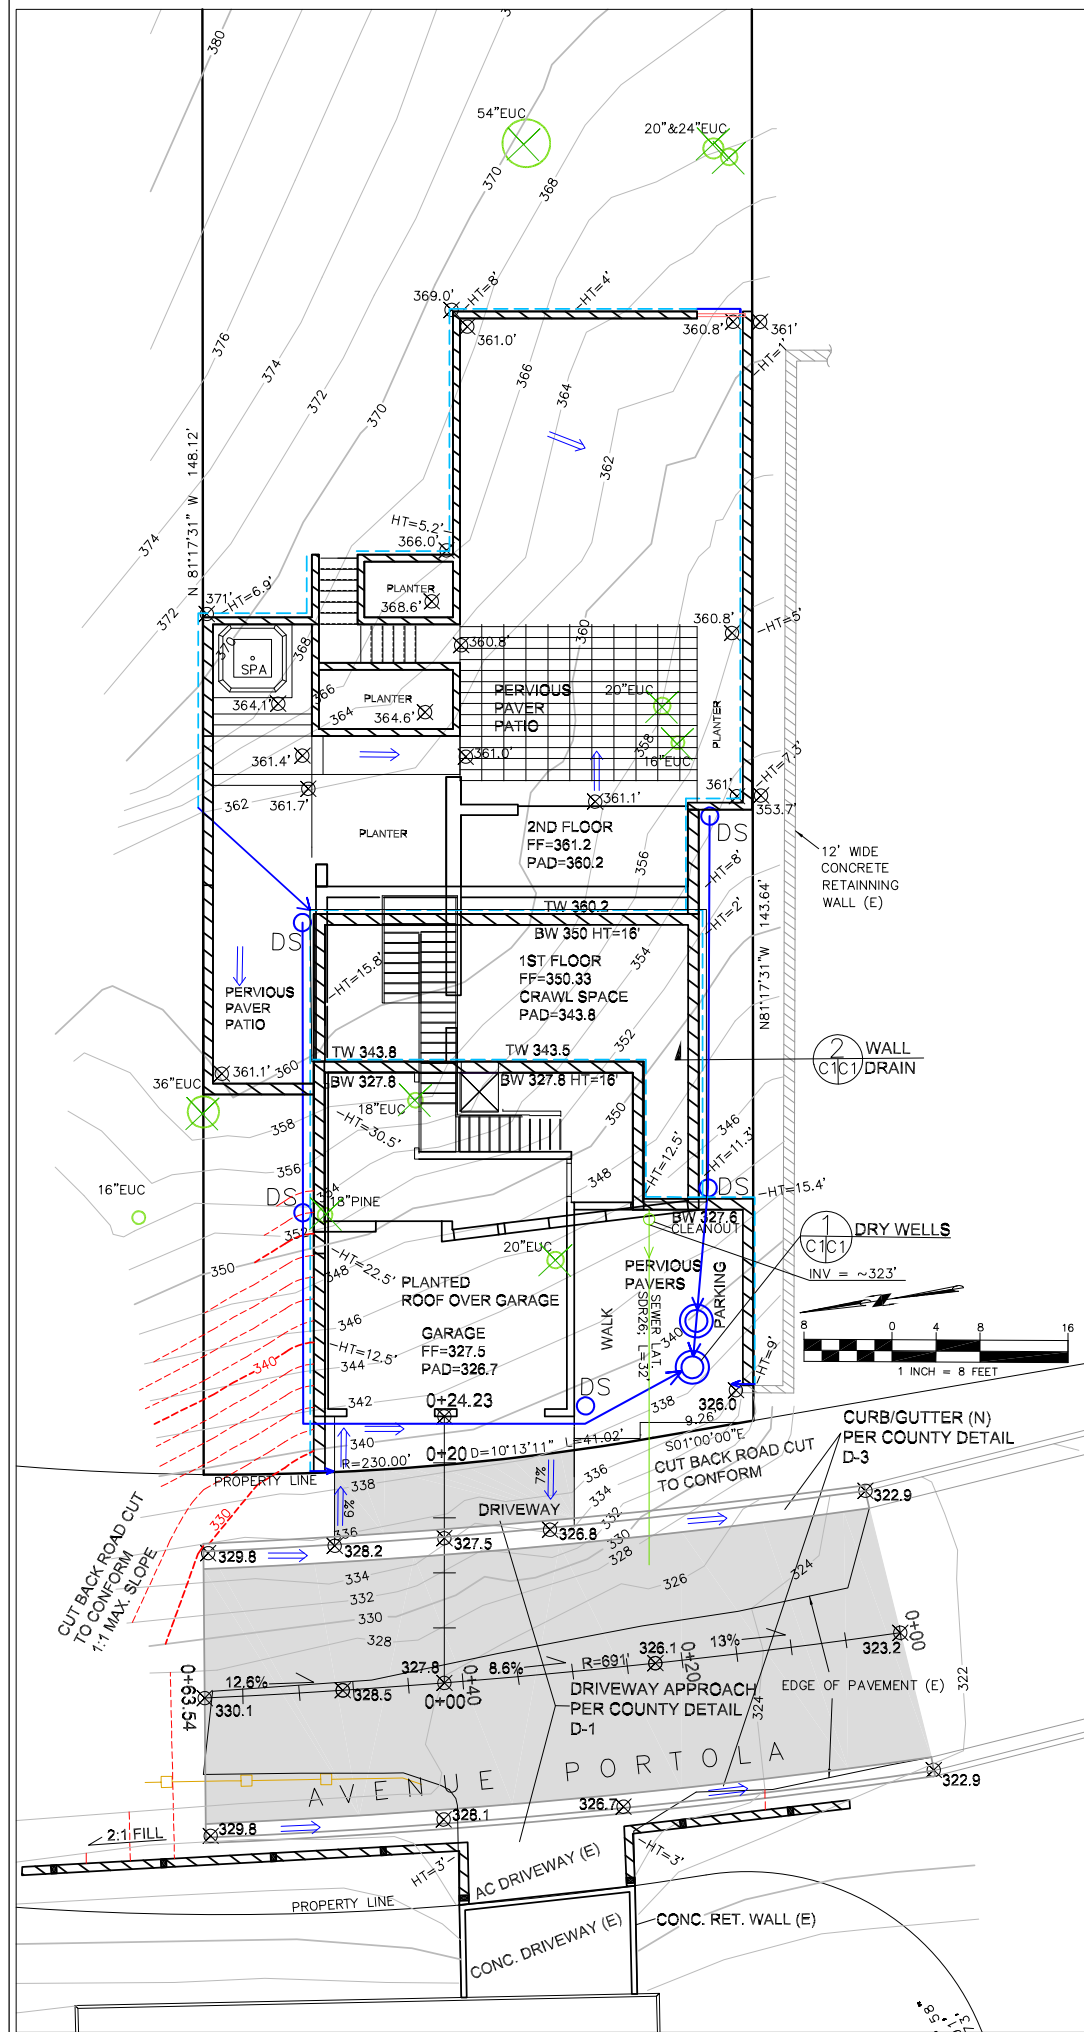 380
54"EUC
20"&24"EUC
370
368
376
374
372
370
369.0'
HT=8'
HT=4'
361.0'
360.8'
361'
HT=1'
366
364
362
N 81°17'31" W 148.12'
374
372
HT=5.2'
366.0'
371'
HT=6.9'
PLANTER
368.6'
370
368
SPA
360.8'
360
360.8'
HT=5'
366
364
364.1'
PLANTER
364.6'
PERVIOUS
PAVER
PATIO
20"EUC
358
16"EUC
PLANTER
361.4'
361.0'
HT=7.3'
361.7'
362
361.1'
361'
353.7'
PLANTER
2ND FLOOR
FF=361.2
PAD=360.2
356
DS
HT=8'
12' WIDE
CONCRETE
RETAINNING
WALL (E)
TW 360.2
HT=2'
BW 350 HT=16'
N81°17'31"W 143.64'
DS
354
1ST FLOOR
FF=350.33
CRAWL SPACE
PAD=343.8
HT=15.8'
PERVIOUS
PAVER
PATIO
352
TW 343.8
TW 343.5
2
C1C1
WALL
DRAIN
361.1'
360
BW 327.8
BW 327.8 HT=16'
36"EUC
18"EUC
350
346
358
HT=30.5'
HT=11.3'
356
348
HT=12.5'
16"EUC
354
DS
18"PINE
DS
HT=15.4'
352
BW 327.6
CLEANOUT
1
C1C1
DRY WELLS
350
348
HT=22.5'
20"EUC
PERVIOUS
PAVERS
INV = ~323'
PLANTED
ROOF OVER GARAGE
PARKING
WALK
SEWER LAT.
SDR26; L=32'
346
344
340
GARAGE
FF=327.5
PAD=326.7
HT=12.5'
340
8 0 4 8 16
1 INCH = 8 FEET
HT=9'
342
0+24.23
DS
338
326.0
9.26'
S01°00'00"E
340
0+20
D=10°13'11"
L=41.02'
R=230.00'
PROPERTY LINE
338
7%
336
334
CUT BACK ROAD CUT
TO CONFORM
CURB/GUTTER (N)
PER COUNTY DETAIL
D-3
322.9
330
9%
DRIVEWAY
336
332
330
328
329.8
328.2
327.5
326.8
CUT BACK ROAD CUT
TO CONFORM
1:1 MAX. SLOPE
334
332
330
328
326
324
12.6%
327.8
8.6%
R=691'
326.1
13%
323.2
0+00
0+63.54
330.1
328.5
0+00
0+40
0+20
DRIVEWAY APPROACH
PER COUNTY DETAIL
D-1
EDGE OF PAVEMENT (E)
324
322
AVENUE PORTOLA
322.9
326.7
328.1
329.8
2:1 FILL
HT=3'
AC DRIVEWAY (E)
HT=3'
PROPERTY LINE
CONC. DRIVEWAY (E)
CONC. RET. WALL (E)